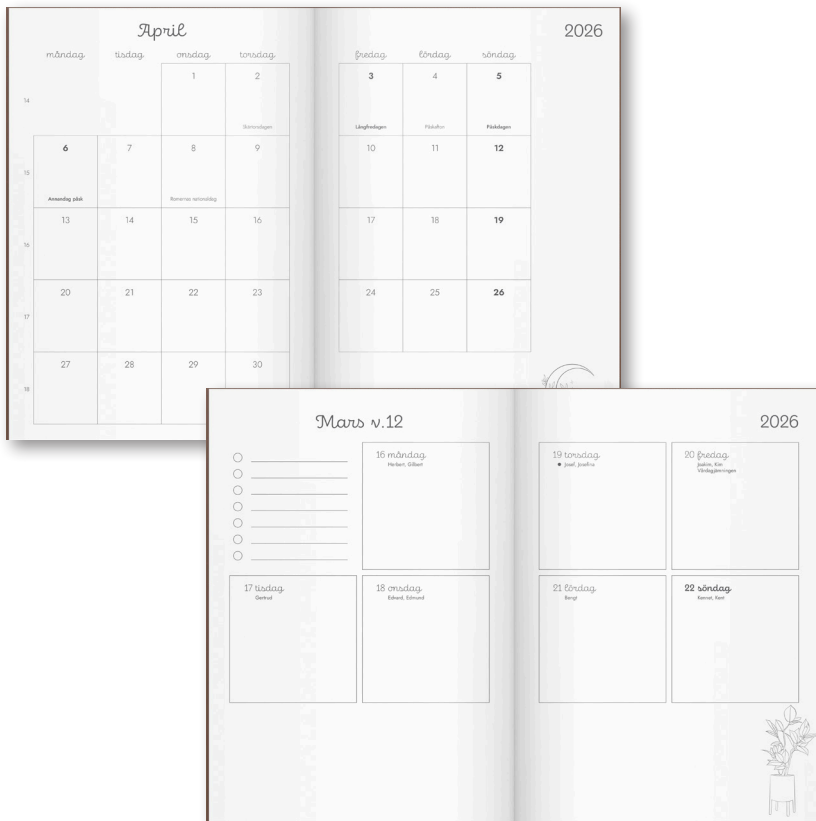 April
2026
måndag tisdag onsdag torsdag fredag lördag söndag
1 2 3 4 5
14
Skärtorsdagen Långfredagen Påskafton Påskdagen
6 7 8 9 10 11 12
15
Annandag påsk Romernas nationaldag
13 14 15 16 17 18 19
16
20 21 22 23 24 25 26
17
27 28 29 30
18
Mars v.12
2026
16 måndag
Herbert, Gilbert
19 torsdag
Josef, Josefina
20 fredag
Joakim, Kim
Vårdagjämningen
17 tisdag
Gertrud
18 onsdag
Edvard, Edmund
21 lördag
Bengt
22 söndag
Kennet, Kent